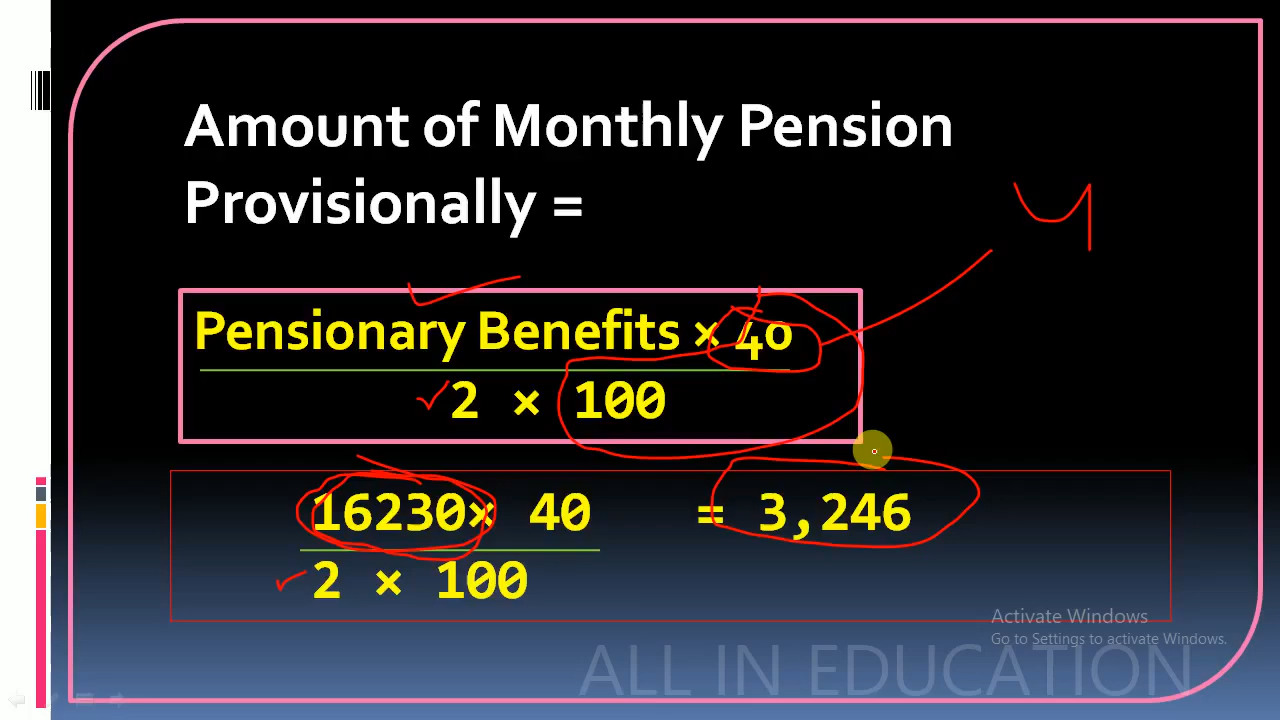 Amount of Monthly Pension
Provisionally =
Pensionary Benefits × 40
2 × 100
16230× 40 = 3,246
2 × 100
Activate Windows
Go to Settings to activate Windows.
ALL IN EDUCATION